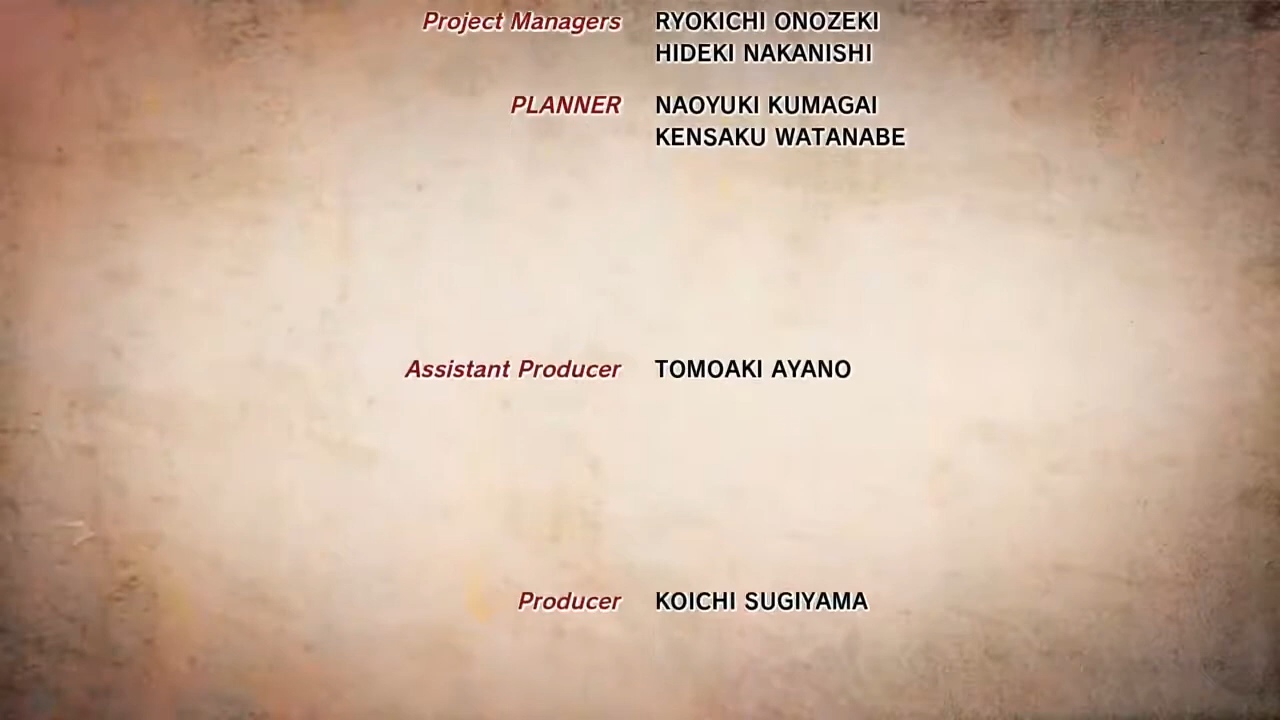 Project Managers RYOKICHI ONOZEKI
HIDEKI NAKANISHI
PLANNER NAOYUKI KUMAGAI
KENSAKU WATANABE
Assistant Producer TOMOAKI AYANO
Producer KOICHI SUGIYAMA